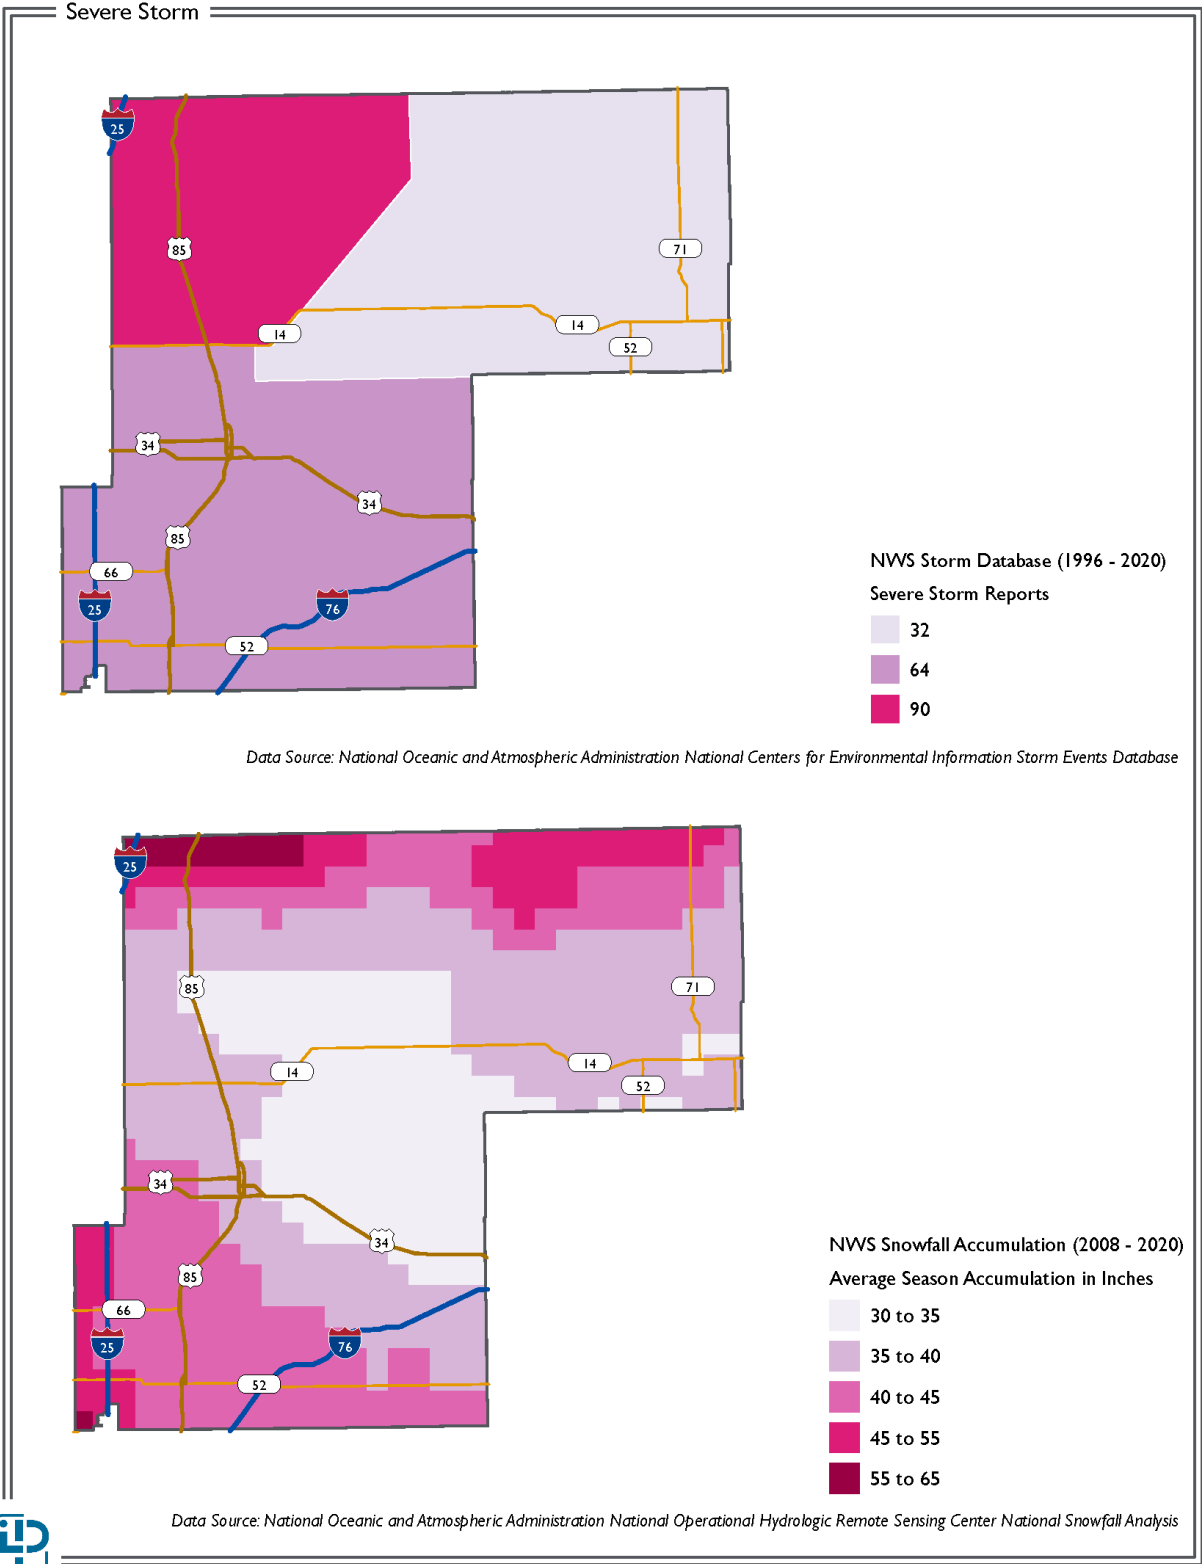 Severe Storm
25
85
71
14
14
52
34
34
85
66
25
76
52
NWS Storm Database (1996 - 2020)
Severe Storm Reports
32
64
90
Data Source: National Oceanic and Atmospheric Administration National Centers for Environmental Information Storm Events Database
25
85
71
14
14
52
34
34
85
66
25
76
52
NWS Snowfall Accumulation (2008 - 2020)
Average Season Accumulation in Inches
30 to 35
35 to 40
40 to 45
45 to 55
55 to 65
Data Source: National Oceanic and Atmospheric Administration National Operational Hydrologic Remote Sensing Center National Snowfall Analysis